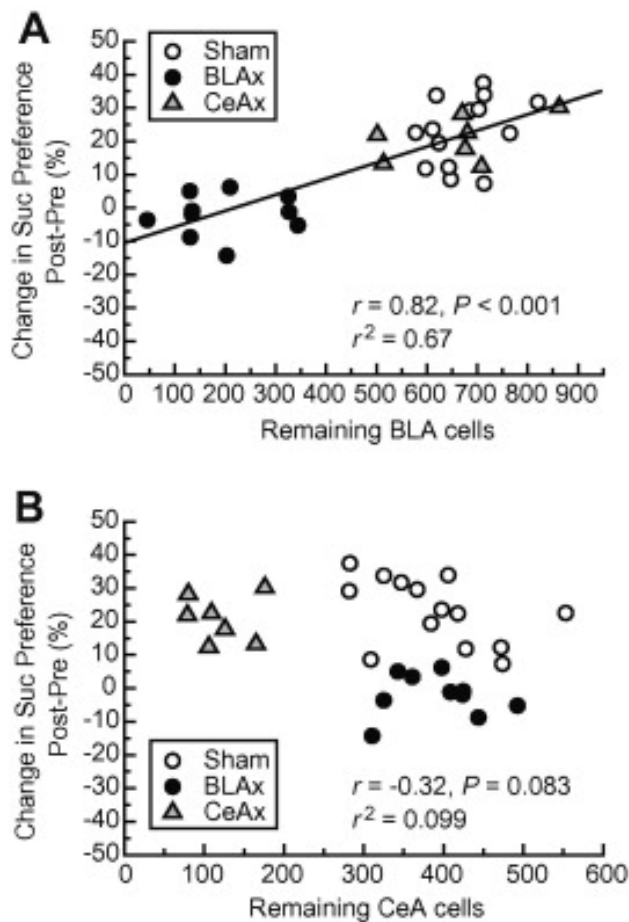 A
Sham
BLAx
CeAx
50
40
30
20
10
0
-10
-20
-30
-40
-50
Change in Suc Preference
Post-Pre (%)
r = 0.82, P < 0.001
r² = 0.67
0 100 200 300 400 500 600 700 800 900
Remaining BLA cells
B
50
40
30
20
10
0
-10
-20
-30
-40
-50
Change in Suc Preference
Post-Pre (%)
Sham
BLAx
CeAx
r = -0.32, P = 0.083
r² = 0.099
0 100 200 300 400 500 600
Remaining CeA cells